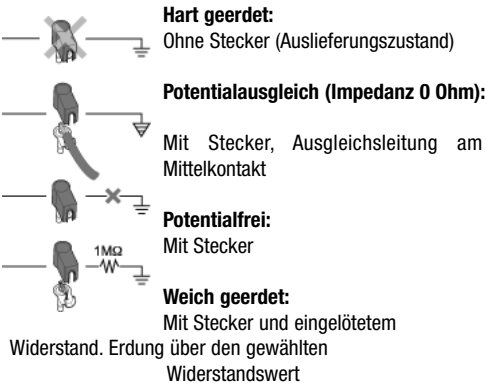 Hart geerdet:
Ohne Stecker (Auslieferungszustand)
Potentialausgleich (Impedanz 0 Ohm):
Mit Stecker, Ausgleichsleitung am
Mittelkontakt
Potentialfrei:
Mit Stecker
1MΩ
Weich geerdet:
Mit Stecker und eingelötetem
Widerstand. Erdung über den gewählten
Widerstandswert